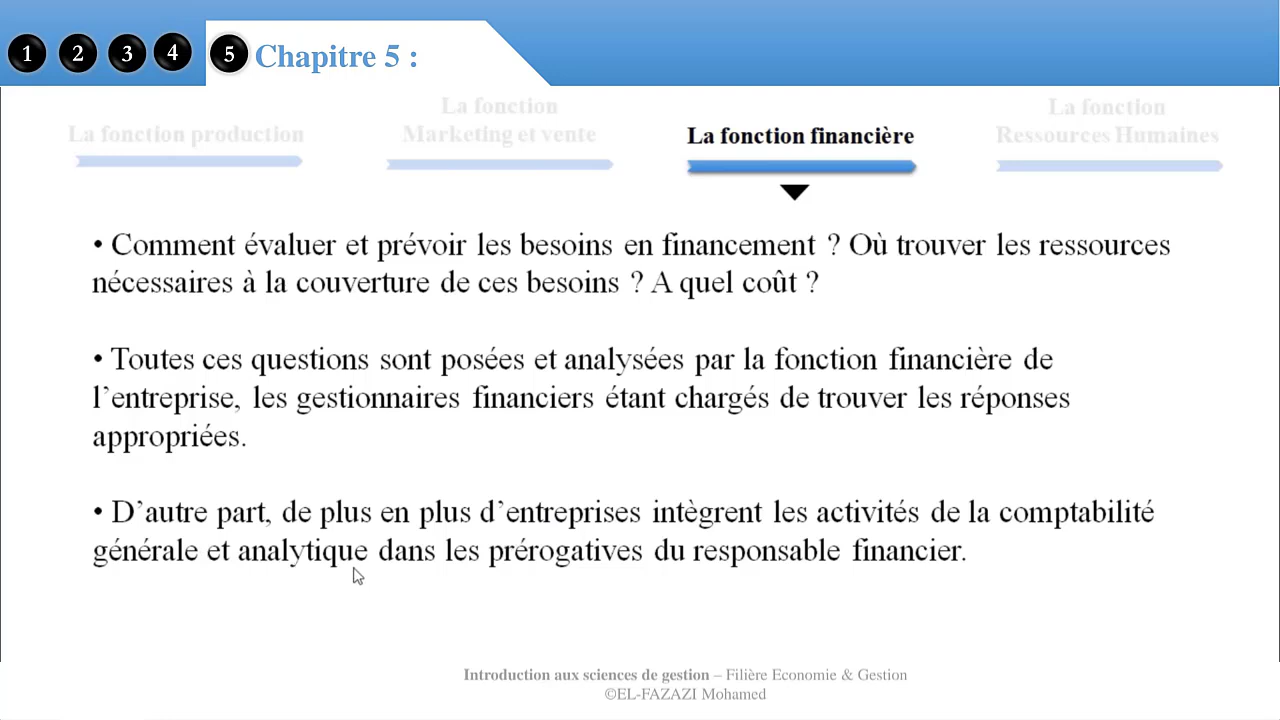 1 2 3 4 5 Chapitre 5 :
La fonction production
La fonction
Marketing et vente
La fonction financière
La fonction
Ressources Humaines
• Comment évaluer et prévoir les besoins en financement ? Où trouver les ressources
nécessaires à la couverture de ces besoins ? A quel coût ?
• Toutes ces questions sont posées et analysées par la fonction financière de
l’entreprise, les gestionnaires financiers étant chargés de trouver les réponses
appropriées.
• D’autre part, de plus en plus d’entreprises intègrent les activités de la comptabilité
générale et analytique dans les prérogatives du responsable financier.
Introduction aux sciences de gestion – Filière Economie & Gestion
©EL-FAZAZI Mohamed